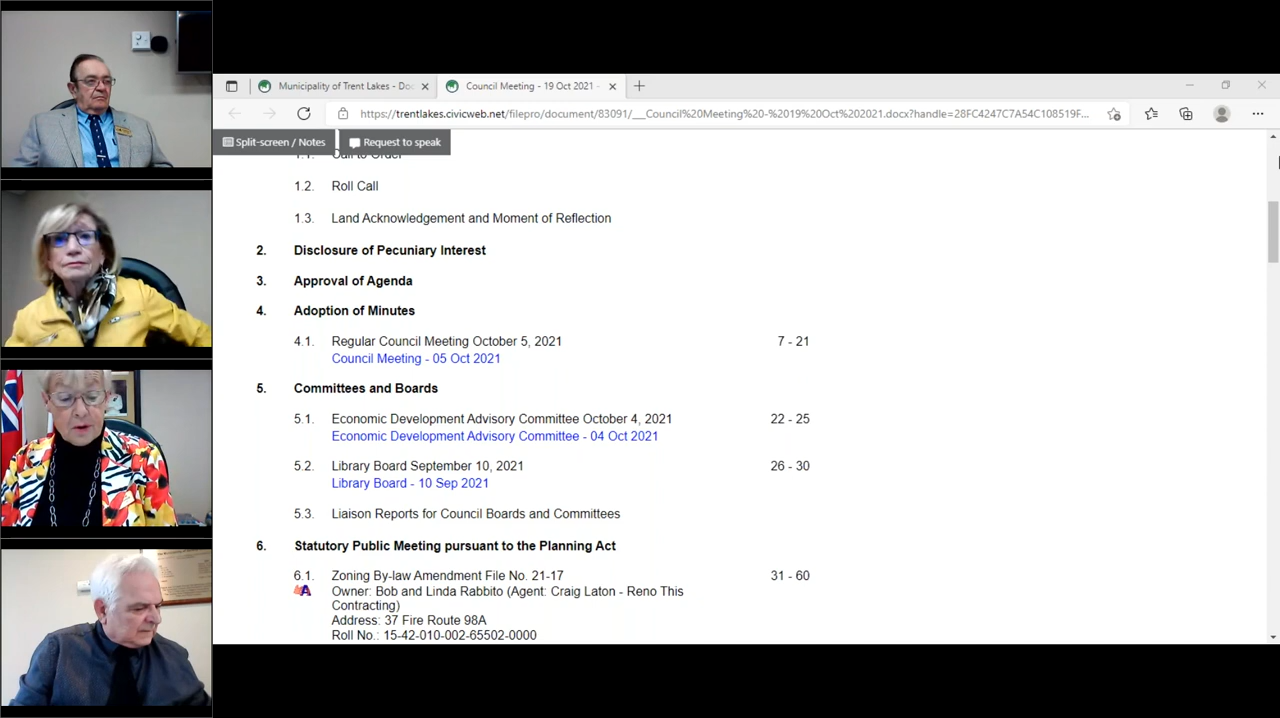 Municipality of Trent Lakes - Doc
Council Meeting - 19 Oct 2021 -
https://trentlakes.civicweb.net/filepro/document/83091/__Council%20Meeting%20-%2019%20Oct%202021.docx?handle=28FC4247C7A54C108519F...
Split-screen / Notes
Request to speak
1.1. Call to Order
1.2. Roll Call
1.3. Land Acknowledgement and Moment of Reflection
2. Disclosure of Pecuniary Interest
3. Approval of Agenda
4. Adoption of Minutes
4.1. Regular Council Meeting October 5, 2021 7 - 21
Council Meeting - 05 Oct 2021
5. Committees and Boards
5.1. Economic Development Advisory Committee October 4, 2021 22 - 25
Economic Development Advisory Committee - 04 Oct 2021
5.2. Library Board September 10, 2021 26 - 30
Library Board - 10 Sep 2021
5.3. Liaison Reports for Council Boards and Committees
6. Statutory Public Meeting pursuant to the Planning Act
6.1. Zoning By-law Amendment File No. 21-17 31 - 60
Owner: Bob and Linda Rabbito (Agent: Craig Laton - Reno This
Contracting)
Address: 37 Fire Route 98A
Roll No.: 15-42-010-002-65502-0000